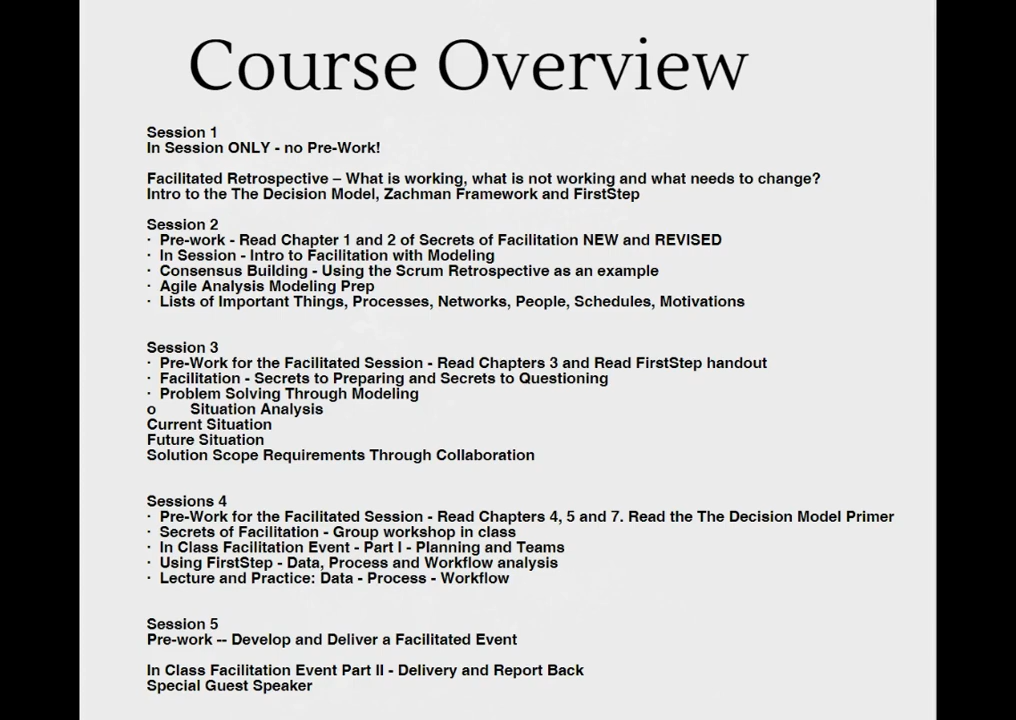 Course Overview
Session 1
In Session ONLY - no Pre-Work!
Facilitated Retrospective – What is working, what is not working and what needs to change?
Intro to the The Decision Model, Zachman Framework and FirstStep
Session 2
· Pre-work - Read Chapter 1 and 2 of Secrets of Facilitation NEW and REVISED
· In Session - Intro to Facilitation with Modeling
· Consensus Building - Using the Scrum Retrospective as an example
· Agile Analysis Modeling Prep
· Lists of Important Things, Processes, Networks, People, Schedules, Motivations
Session 3
· Pre-Work for the Facilitated Session - Read Chapters 3 and Read FirstStep handout
· Facilitation - Secrets to Preparing and Secrets to Questioning
· Problem Solving Through Modeling
o Situation Analysis
Current Situation
Future Situation
Solution Scope Requirements Through Collaboration
Sessions 4
· Pre-Work for the Facilitated Session - Read Chapters 4, 5 and 7. Read the The Decision Model Primer
· Secrets of Facilitation - Group workshop in class
· In Class Facilitation Event - Part I - Planning and Teams
· Using FirstStep - Data, Process and Workflow analysis
· Lecture and Practice: Data - Process - Workflow
Session 5
Pre-work -- Develop and Deliver a Facilitated Event
In Class Facilitation Event Part II - Delivery and Report Back
Special Guest Speaker